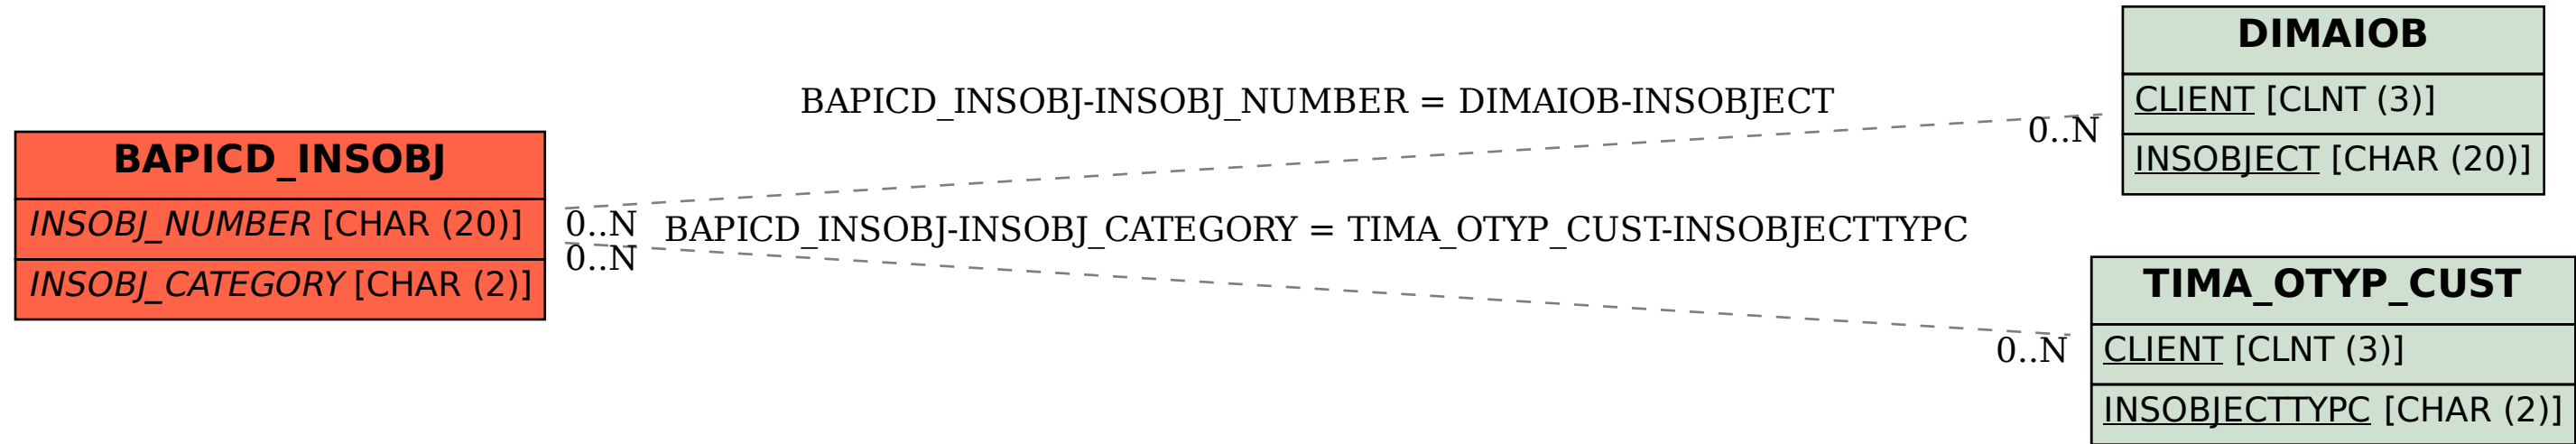 DIMAIOB
CLIENT [CLNT (3)]
INSOBJECT [CHAR (20)]
BAPICD_INSOBJ-INSOBJ_NUMBER = DIMAIOB-INSOBJECT
0..N
BAPICD_INSOBJ
INSOBJ_NUMBER [CHAR (20)]
INSOBJ_CATEGORY [CHAR (2)]
0..N
BAPICD_INSOBJ-INSOBJ_CATEGORY = TIMA_OTYP_CUST-INSOBJECTTYPC
0..N
0..N
TIMA_OTYP_CUST
CLIENT [CLNT (3)]
INSOBJECTTYPC [CHAR (2)]